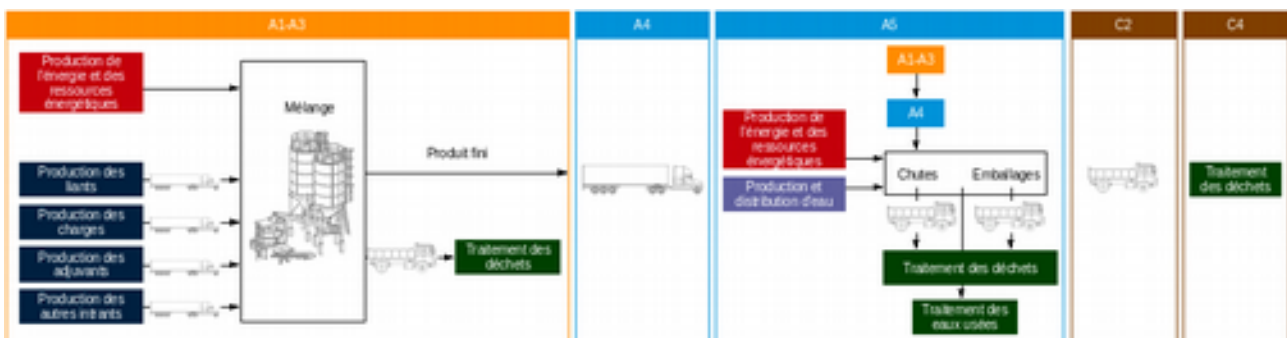 A1-A3
Production de
l'énergie et des
ressources
énergétiques
Mélange
Production des
liants
Production des
charges
Production des
adjuvants
Production des
autres intrants
Produit fini
Traitement des
déchets
A4
A5
A1-A3
A4
Production de
l'énergie et des
ressources
énergétiques
Production et
distribution d'eau
Chutes
Emballages
Traitement des déchets
Traitement des
eaux usées
C2
C4
Traitement
des déchets